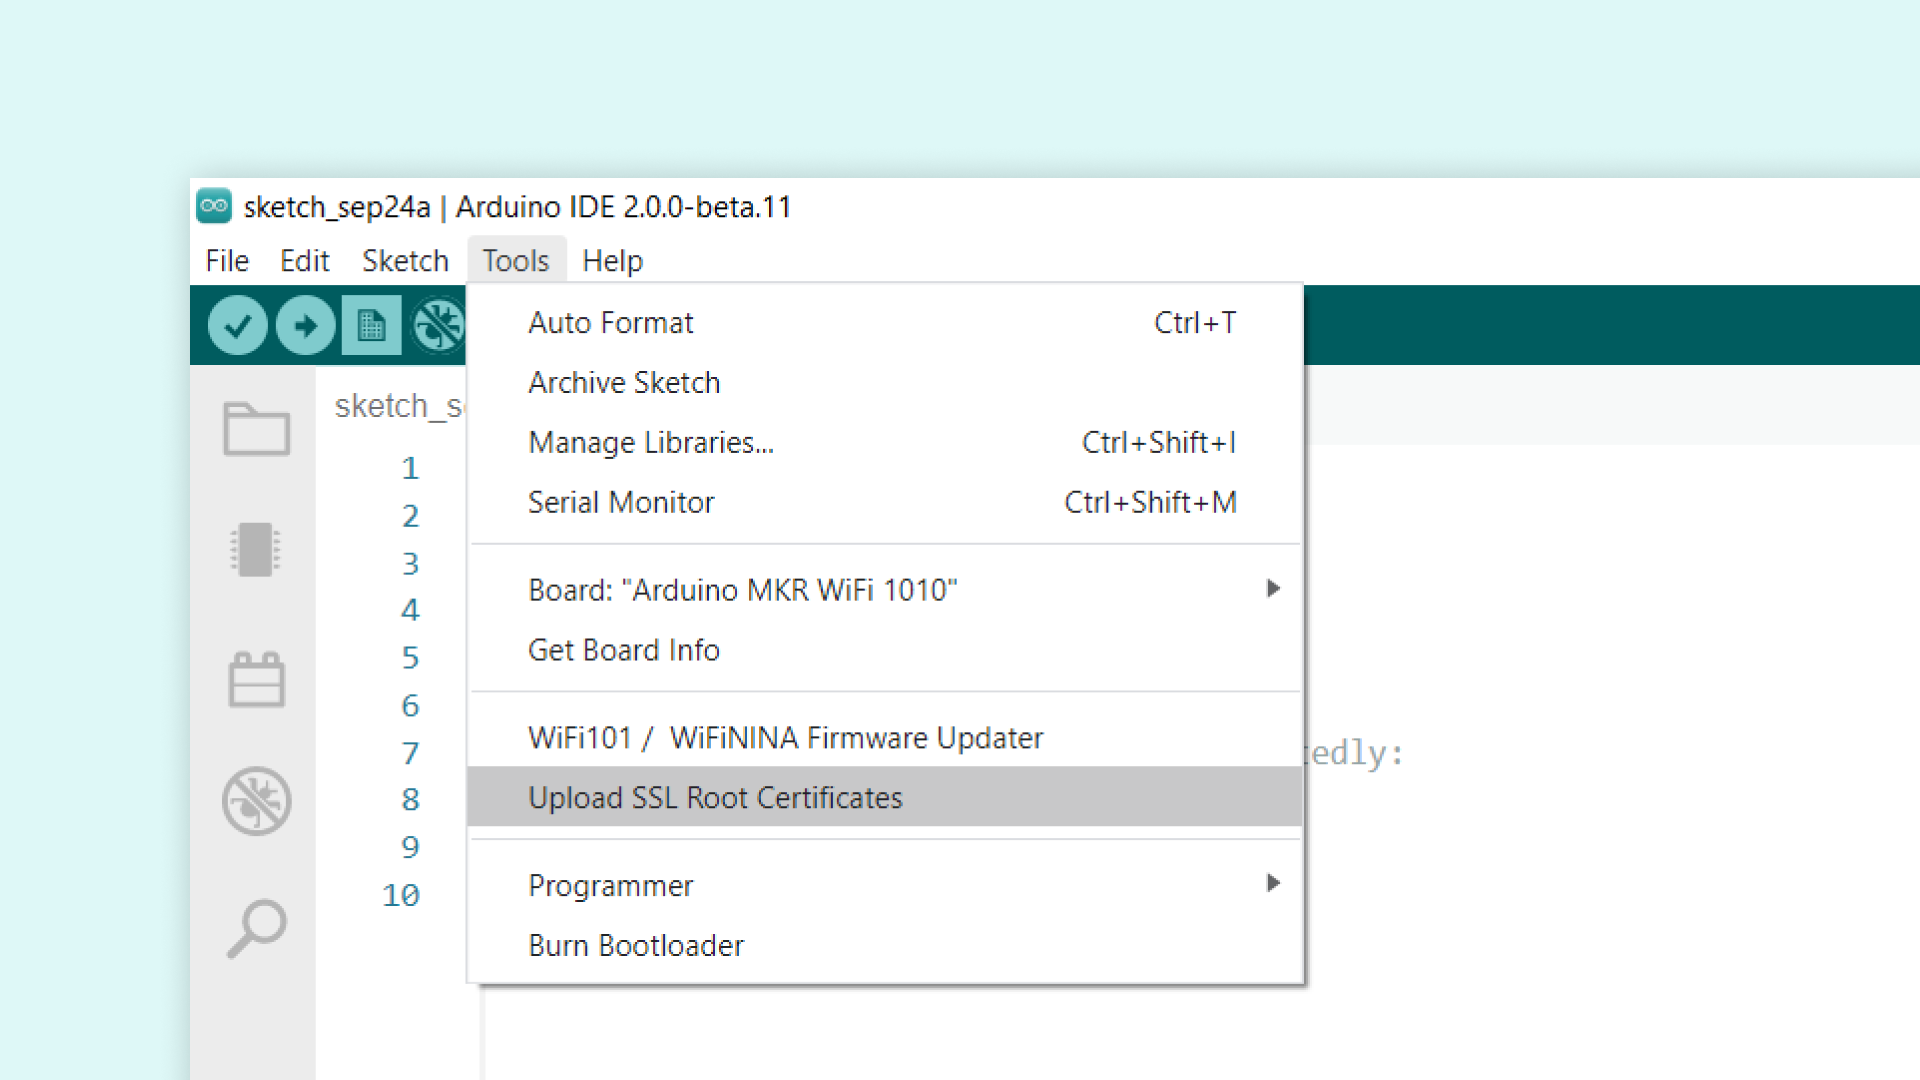 sketch_sep24a | Arduino IDE 2.0.0-beta.11
File Edit Sketch Tools Help
Auto Format Ctrl+T
Archive Sketch
Manage Libraries... Ctrl+Shift+I
Serial Monitor Ctrl+Shift+M
Board: "Arduino MKR WiFi 1010"
Get Board Info
WiFi101 / WiFiNINA Firmware Updater
Upload SSL Root Certificates
Programmer
Burn Bootloader
sketch_s
1
2
3
4
5
6
7
edly:
8
9
10